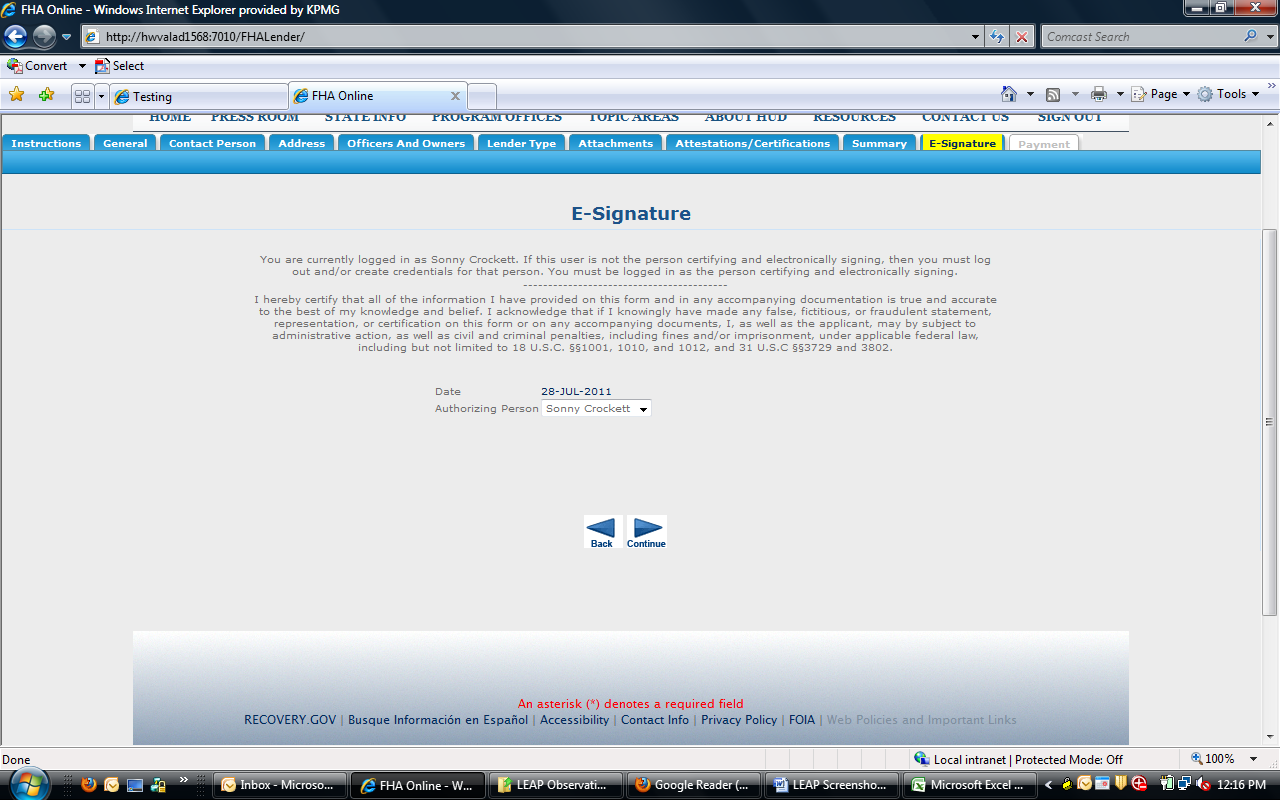 FHA Online - Windows Internet Explorer provided by KPMG
http://hwvalad1568:7010/FHALender/
Comcast Search
Convert Select
Testing FHA Online Page Tools
HOME PRESS ROOM STATE INFO PROGRAM OFFICES TOPIC AREAS ABOUT HUD RESOURCES CONTACT US SIGN OUT
Instructions General Contact Person Address Officers And Owners Lender Type Attachments Attestations/Certifications Summary E-Signature Payment
E-Signature
You are currently logged in as Sonny Crockett. If this user is not the person certifying and electronically signing, then you must log
out and/or create credentials for that person. You must be logged in as the person certifying and electronically signing.
-----------------------------------------
I hereby certify that all of the information I have provided on this form and in any accompanying documentation is true and accurate
to the best of my knowledge and belief. I acknowledge that if I knowingly have made any false, fictitious, or fraudulent statement,
representation, or certification on this form or on any accompanying documents, I, as well as the applicant, may by subject to
administrative action, as well as civil and criminal penalties, including fines and/or imprisonment, under applicable federal law,
including but not limited to 18 U.S.C. §§1001, 1010, and 1012, and 31 U.S.C §§3729 and 3802.
Date 28-JUL-2011
Authorizing Person Sonny Crockett
Back Continue
An asterisk (*) denotes a required field
RECOVERY.GOV | Busque Información en Español | Accessibility | Contact Info | Privacy Policy | FOIA | Web Policies and Important Links
Done Local intranet | Protected Mode: Off 100%
Inbox - Microso... FHA Online - W... LEAP Observati... Google Reader (... LEAP Screensho... Microsoft Excel ... 12:16 PM